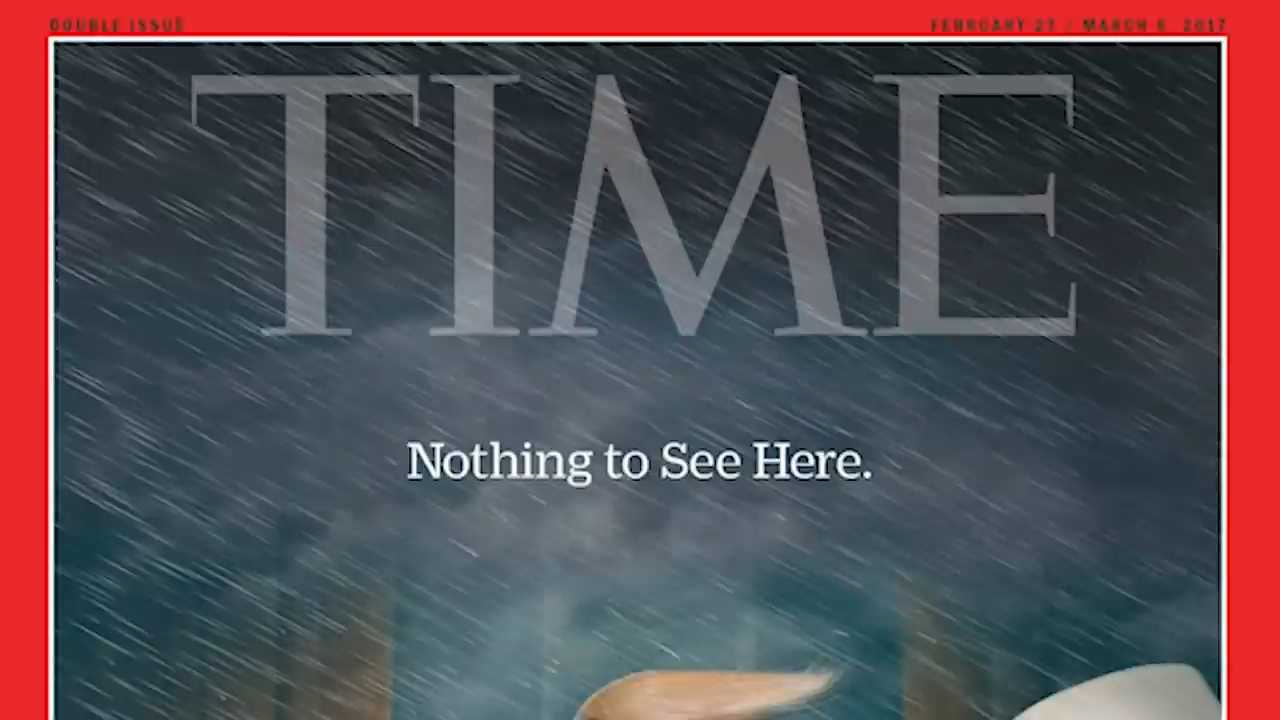 DOUBLE ISSUE FEBRUARY 27 / MARCH 6, 2017
TIME
Nothing to See Here.